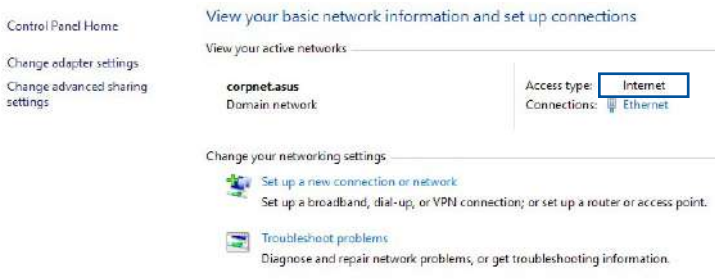 Control Panel Home
Change adapter settings
Change advanced sharing
settings
View your basic network information and set up connections
View your active networks
corpnet.asus
Domain network
Access type: Internet
Connections: Ethernet
Change your networking settings
Set up a new connection or network
Set up a broadband, dial-up, or VPN connection; or set up a router or access point.
Troubleshoot problems
Diagnose and repair network problems, or get troubleshooting information.